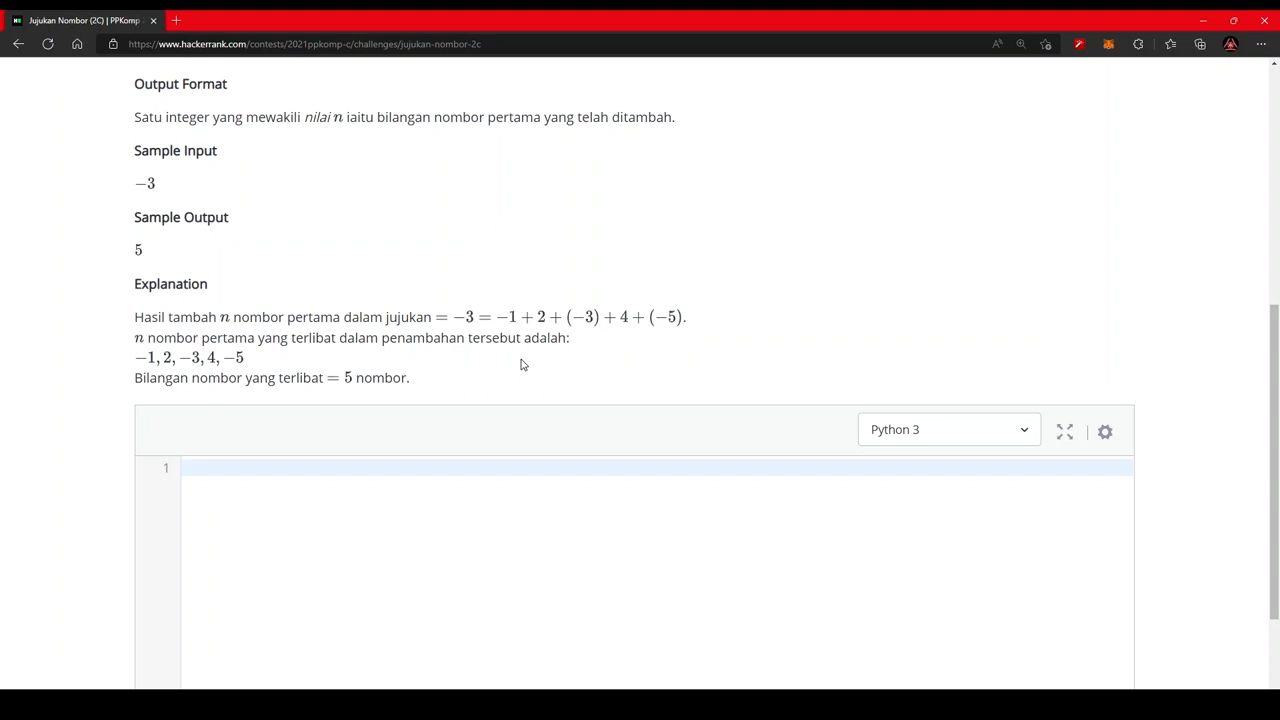 Jujukan Nombor (2C) | PPKomp
https://www.hackerrank.com/contests/2021ppkomp-c/challenges/jujukan-nombor-2c
Output Format
Satu integer yang mewakili nilai n iaitu bilangan nombor pertama yang telah ditambah.
Sample Input
−3
Sample Output
5
Explanation
Hasil tambah n nombor pertama dalam jujukan = −3 = −1 + 2 + (−3) + 4 + (−5).
n nombor pertama yang terlibat dalam penambahan tersebut adalah:
−1, 2, −3, 4, −5
Bilangan nombor yang terlibat = 5 nombor.
Python 3
1